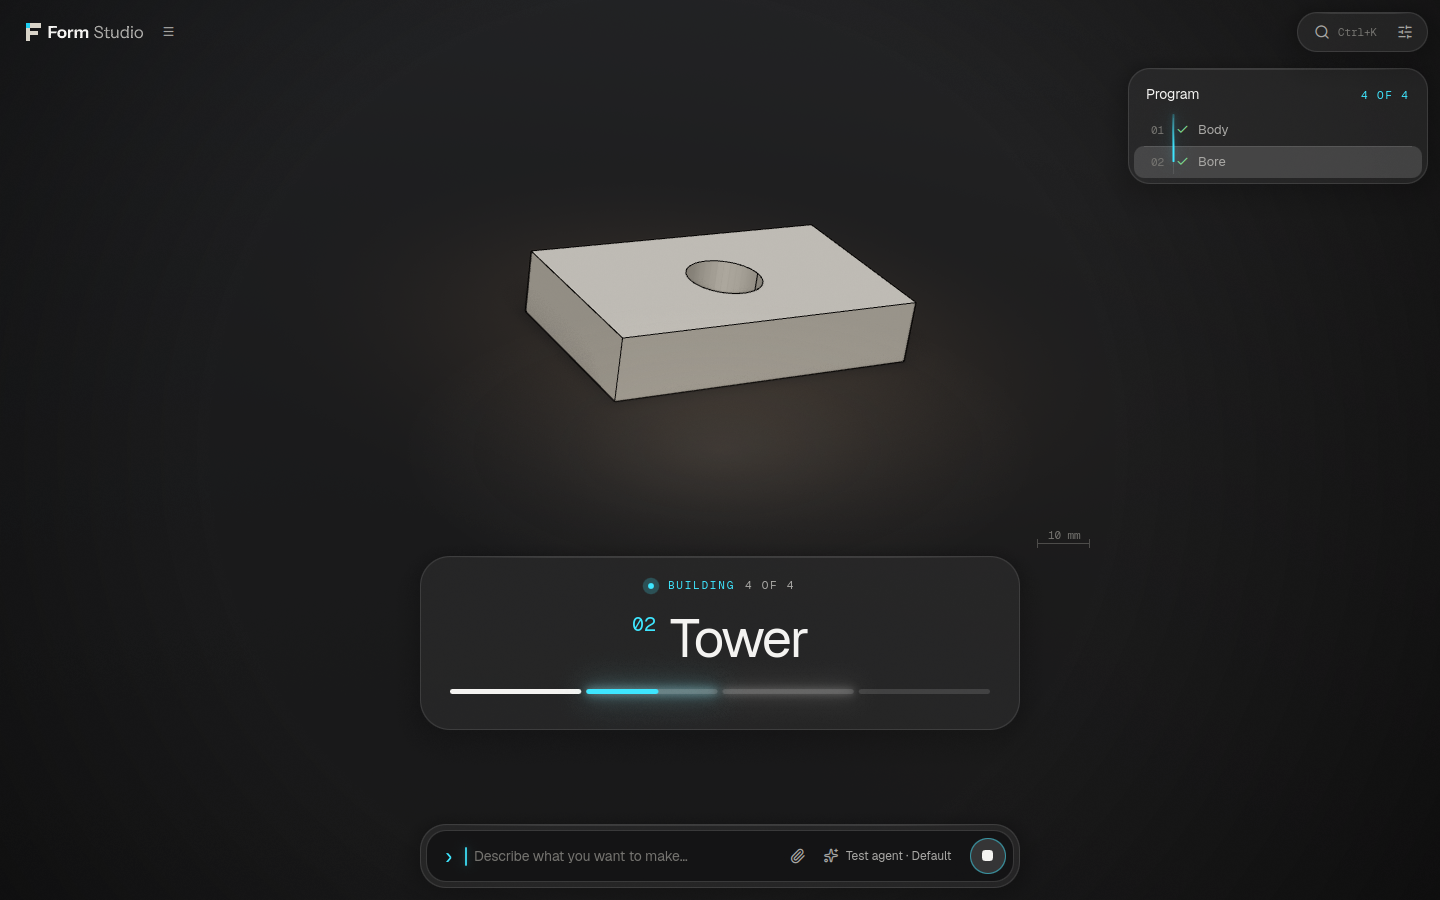 Form Studio
Ctrl+K
Program
4 OF 4
01 Body
02 Bore
10 mm
BUILDING 4 OF 4
02 Tower
Describe what you want to make…
Test agent · Default